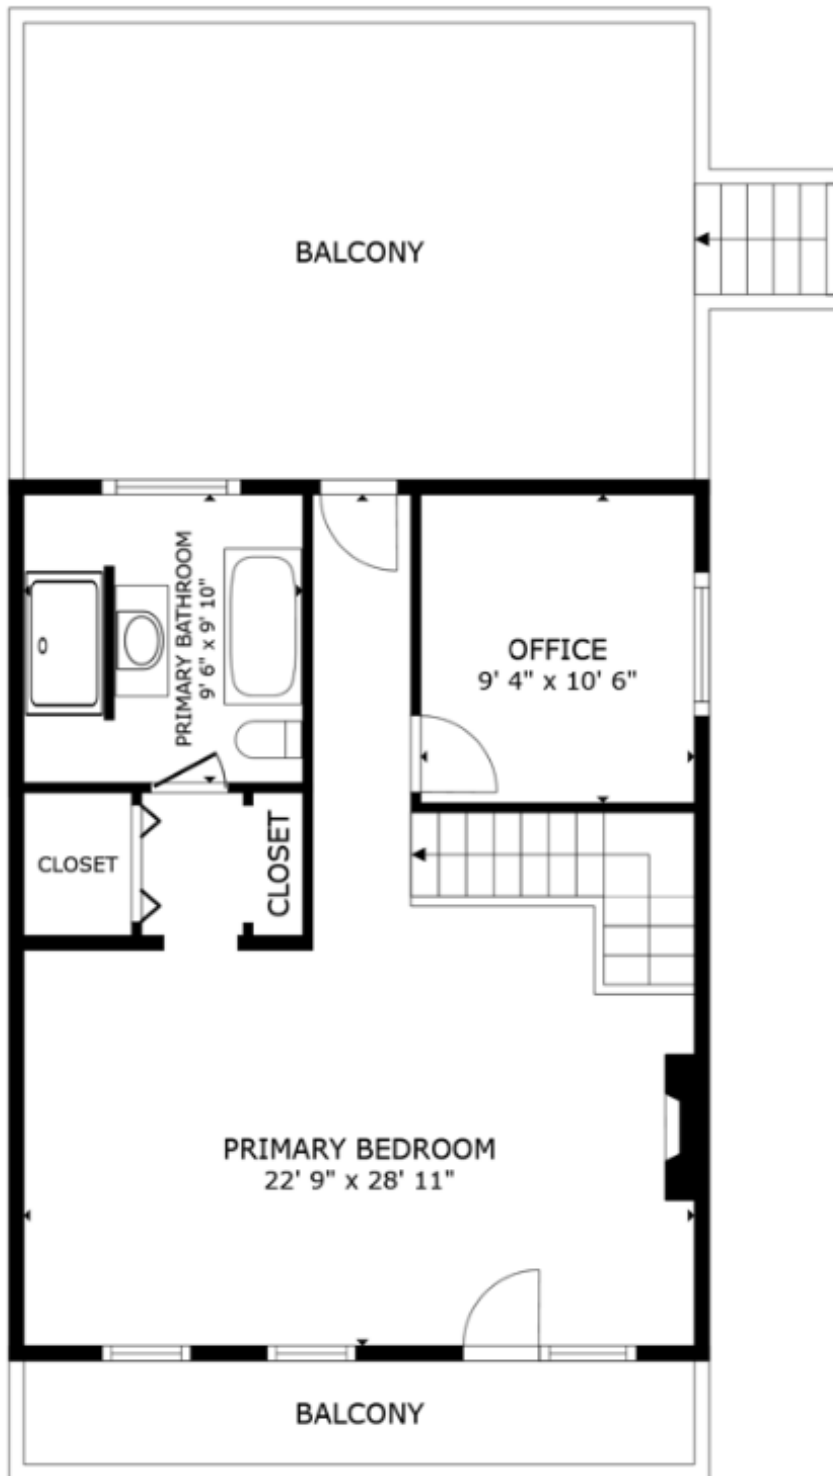 BALCONY
PRIMARY BATHROOM
9' 6" x 9' 10"
OFFICE
9' 4" x 10' 6"
CLOSET
CLOSET
PRIMARY BEDROOM
22' 9" x 28' 11"
BALCONY